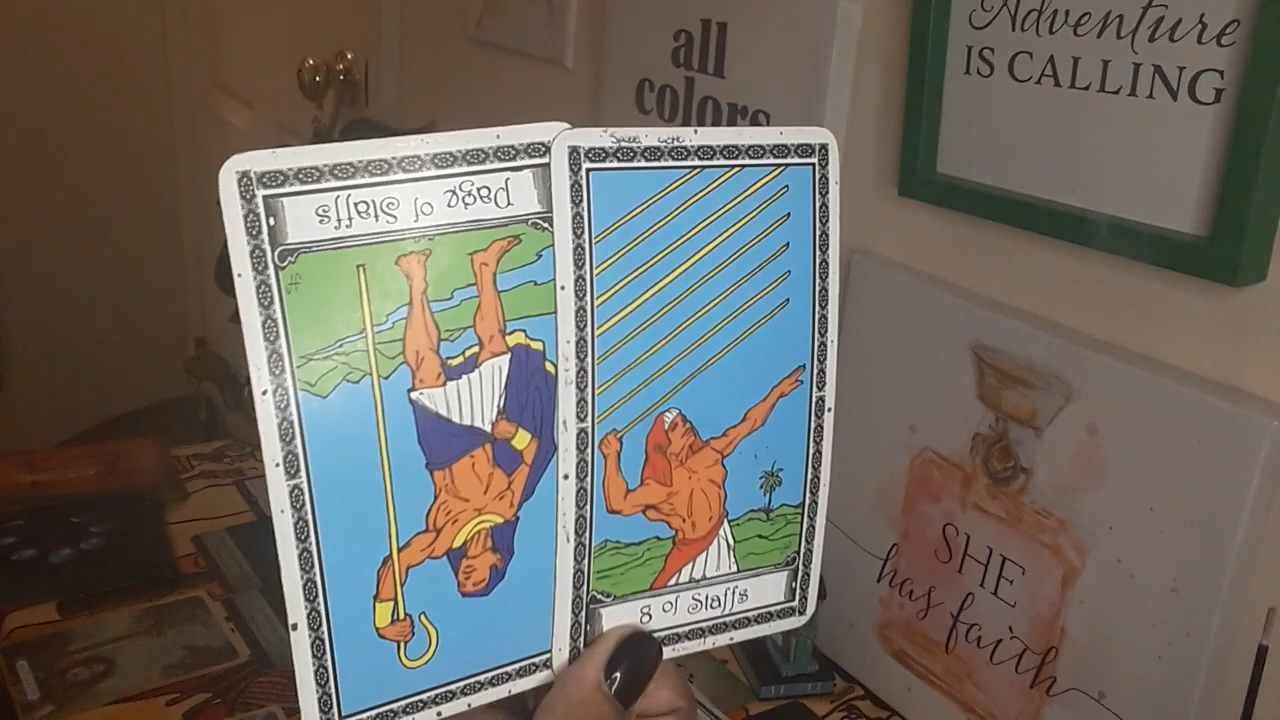 Adventure
IS CALLING
all
colors
Page of Staffs
8 of Staffs
SHE
has faith